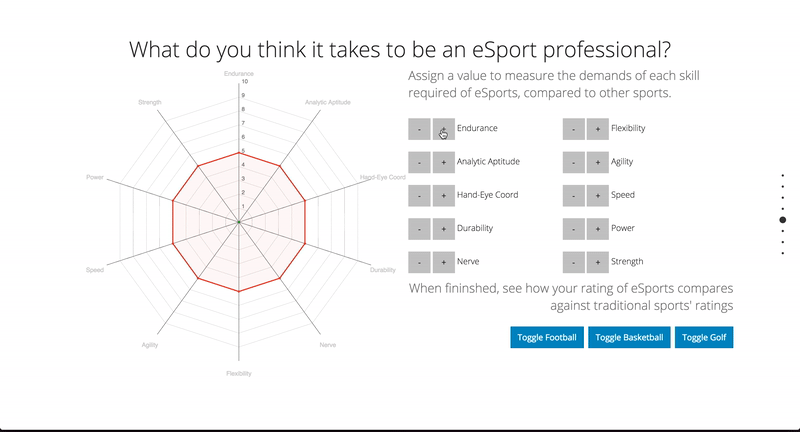 What do you think it takes to be an eSport professional?
Assign a value to measure the demands of each skill
required of eSports, compared to other sports.
Endurance
10
9
8
7
6
5
4
3
2
1
Strength
Analytic Aptitude
Power
Hand-Eye Coord
Speed
Durability
Agility
Nerve
Flexibility
- + Endurance
- + Flexibility
- + Analytic Aptitude
- + Agility
- + Hand-Eye Coord
- + Speed
- + Durability
- + Power
- + Nerve
- + Strength
When fininshed, see how your rating of eSports compares
against traditional sports' ratings
Toggle Football
Toggle Basketball
Toggle Golf